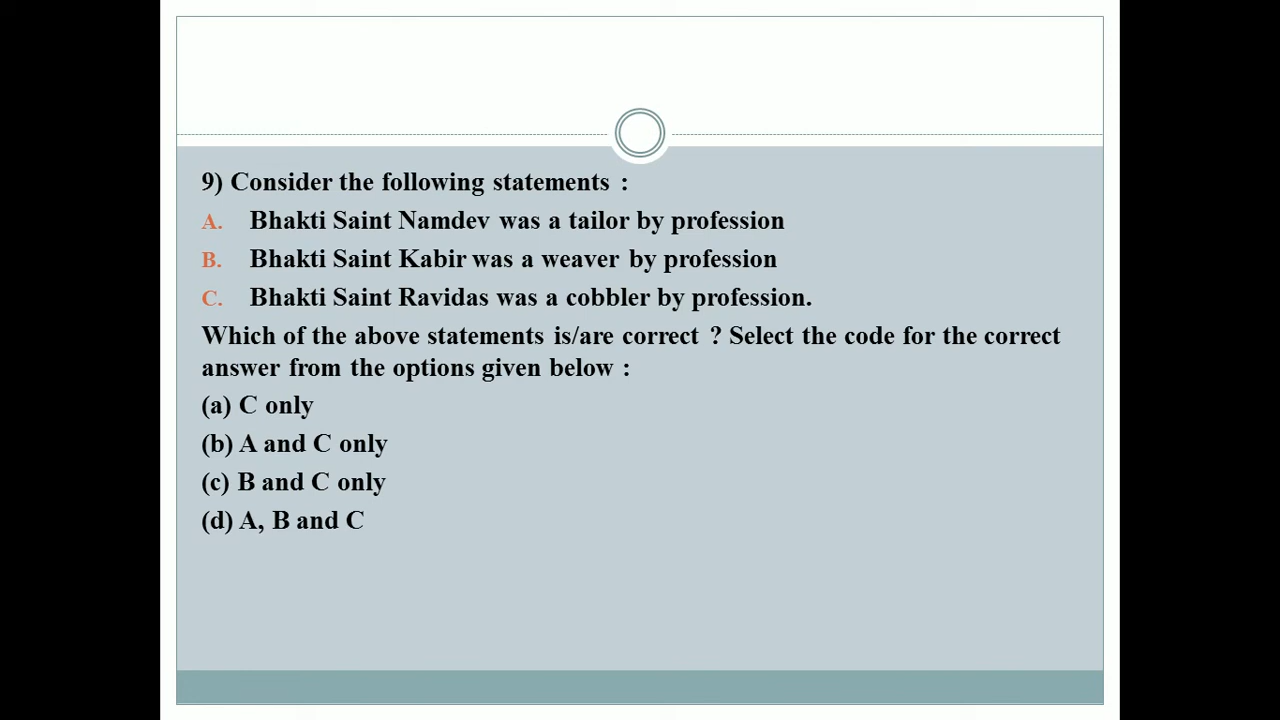 9) Consider the following statements :
A. Bhakti Saint Namdev was a tailor by profession
B. Bhakti Saint Kabir was a weaver by profession
C. Bhakti Saint Ravidas was a cobbler by profession.
Which of the above statements is/are correct ? Select the code for the correct
answer from the options given below :
(a) C only
(b) A and C only
(c) B and C only
(d) A, B and C